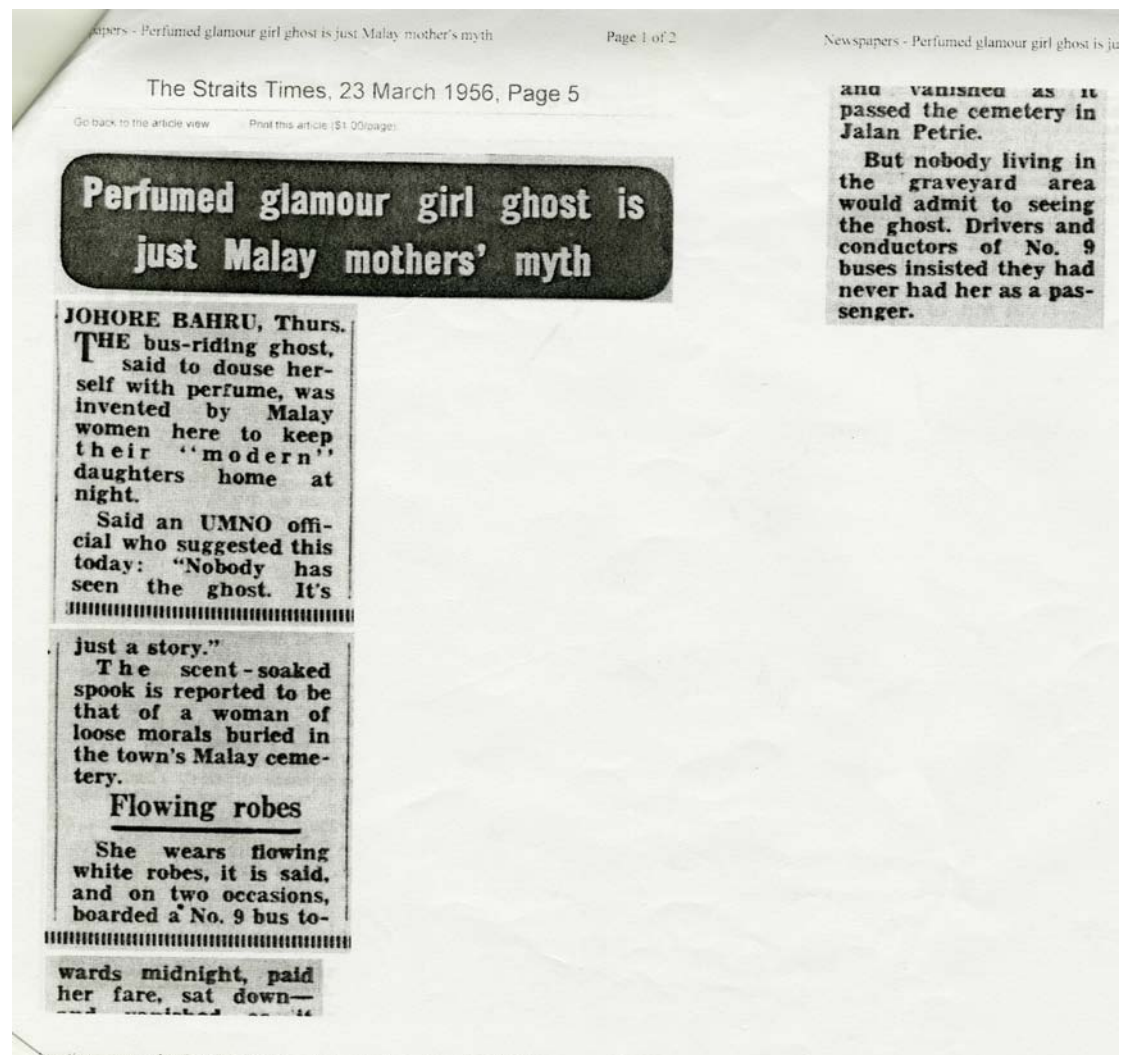 apers - Perfumed glamour girl ghost is just Malay mother's myth
Page 1 of 2
The Straits Times, 23 March 1956, Page 5
Go back to the article view
Print this article ($1.00/page)
Perfumed glamour girl ghost is
just Malay mothers' myth
JOHORE BAHRU, Thurs.
THE bus-riding ghost,
said to douse her-
self with perfume, was
invented by Malay
women here to keep
their "modern"
daughters home at
night.
Said an UMNO offi-
cial who suggested this
today: "Nobody has
seen the ghost. It's
just a story."
The scent-soaked
spook is reported to be
that of a woman of
loose morals buried in
the town's Malay ceme-
tery.
Flowing robes
She wears flowing
white robes, it is said,
and on two occasions,
boarded a No. 9 bus to-
wards midnight, paid
her fare, sat down—
and vanished as it
Newspapers - Perfumed glamour girl ghost is ju
and vanished as it
passed the cemetery in
Jalan Petrie.
But nobody living in
the graveyard area
would admit to seeing
the ghost. Drivers and
conductors of No. 9
buses insisted they had
never had her as a pas-
senger.